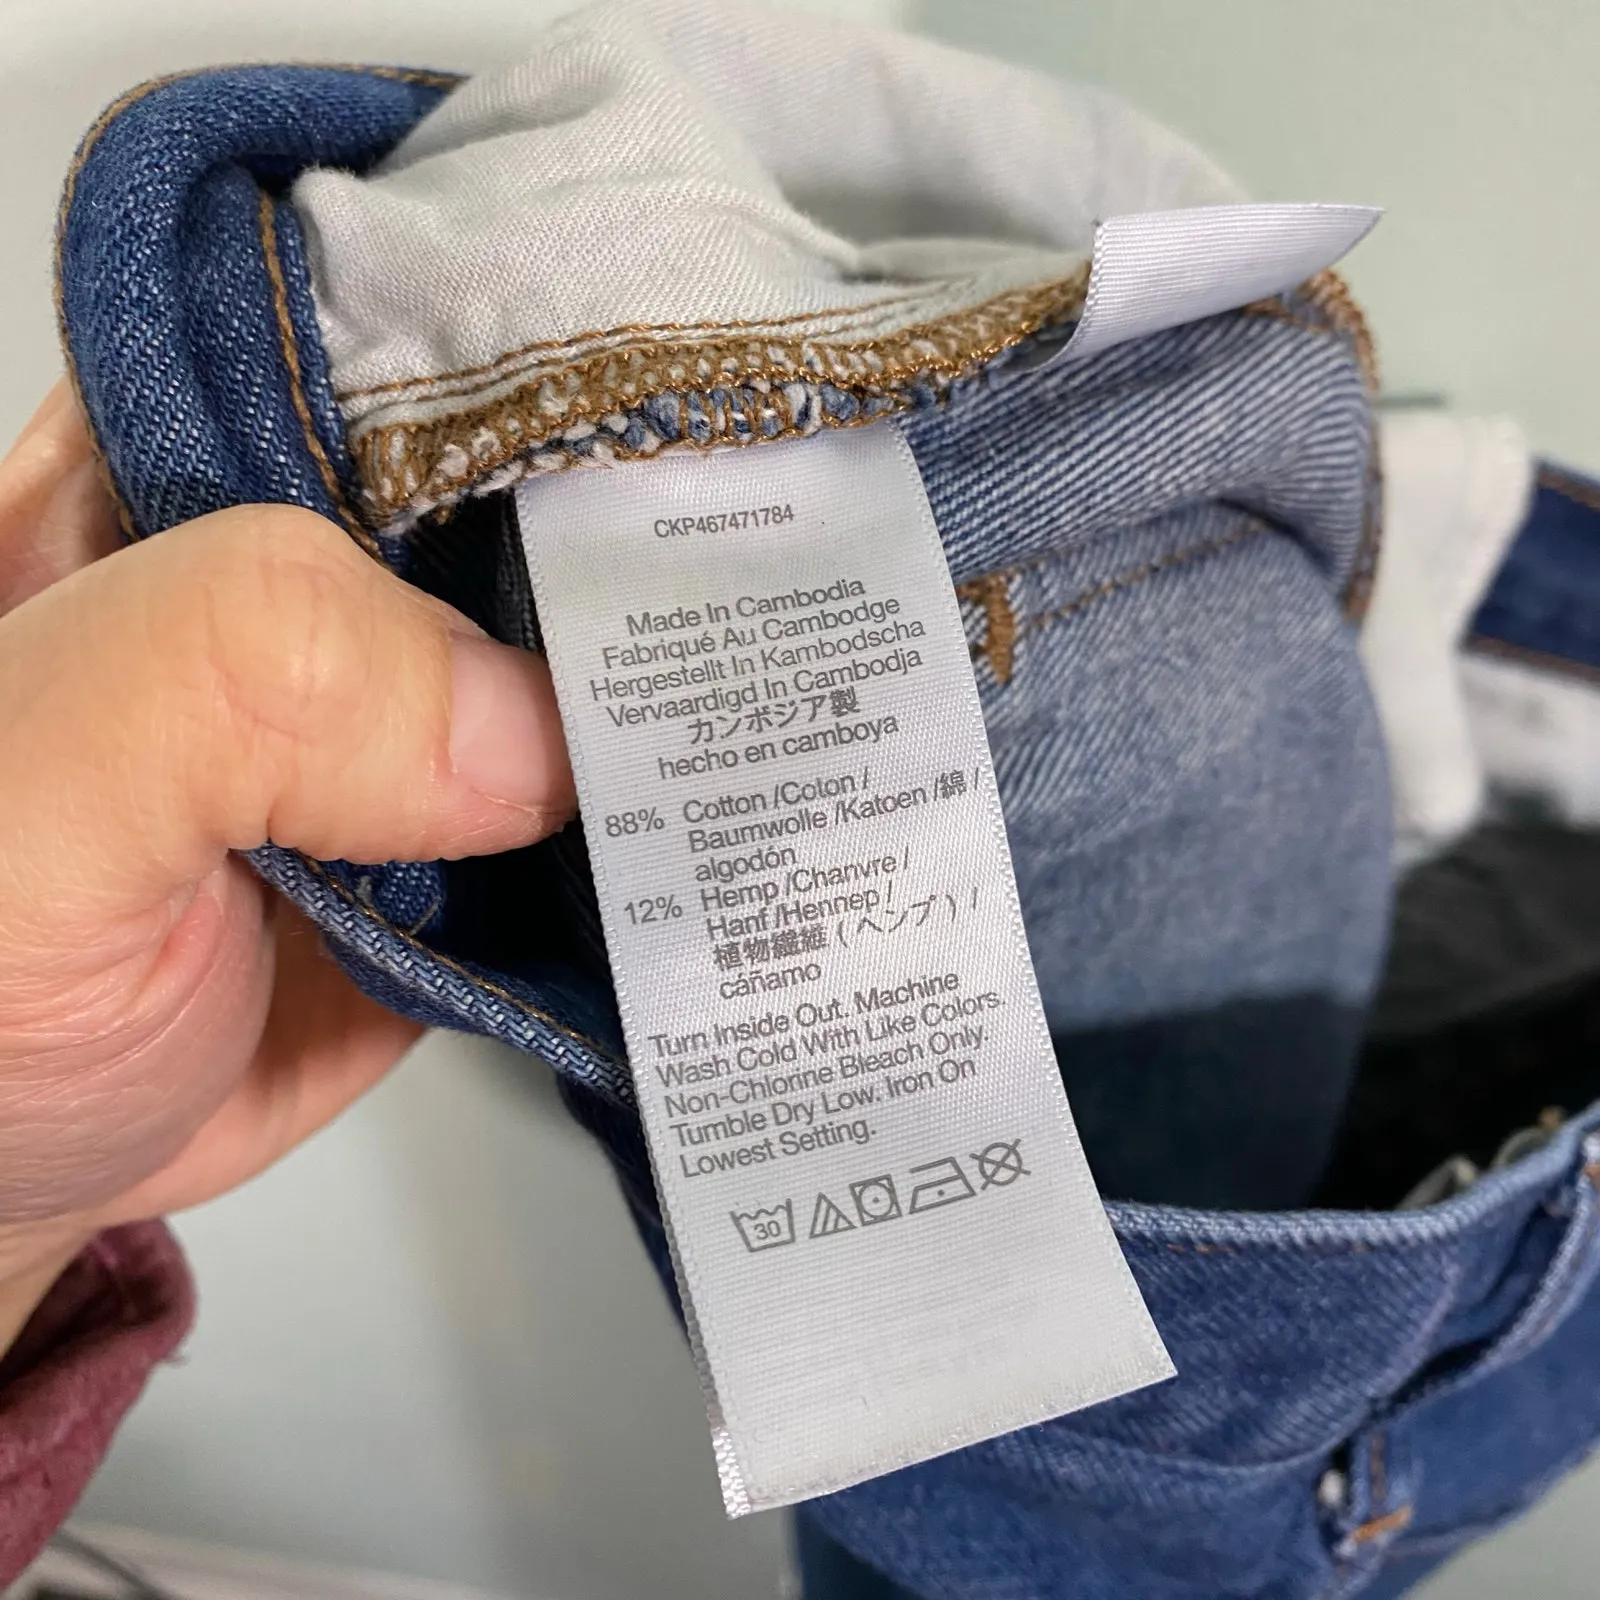 CKP467471784
Made In Cambodia
Fabriqué Au Cambodge
Hergestellt In Kambodscha
Vervaardigd In Cambodja
カンボジア製
hecho en camboya
88% Cotton /Coton /
Baumwolle /Katoen /綿 /
algodón
12% Hemp /Chanvre /
Hanf /Hennep /
植物繊維 (ヘンプ) /
cáñamo
Turn Inside Out. Machine
Wash Cold With Like Colors.
Non-Chlorine Bleach Only.
Tumble Dry Low. Iron On
Lowest Setting.
30